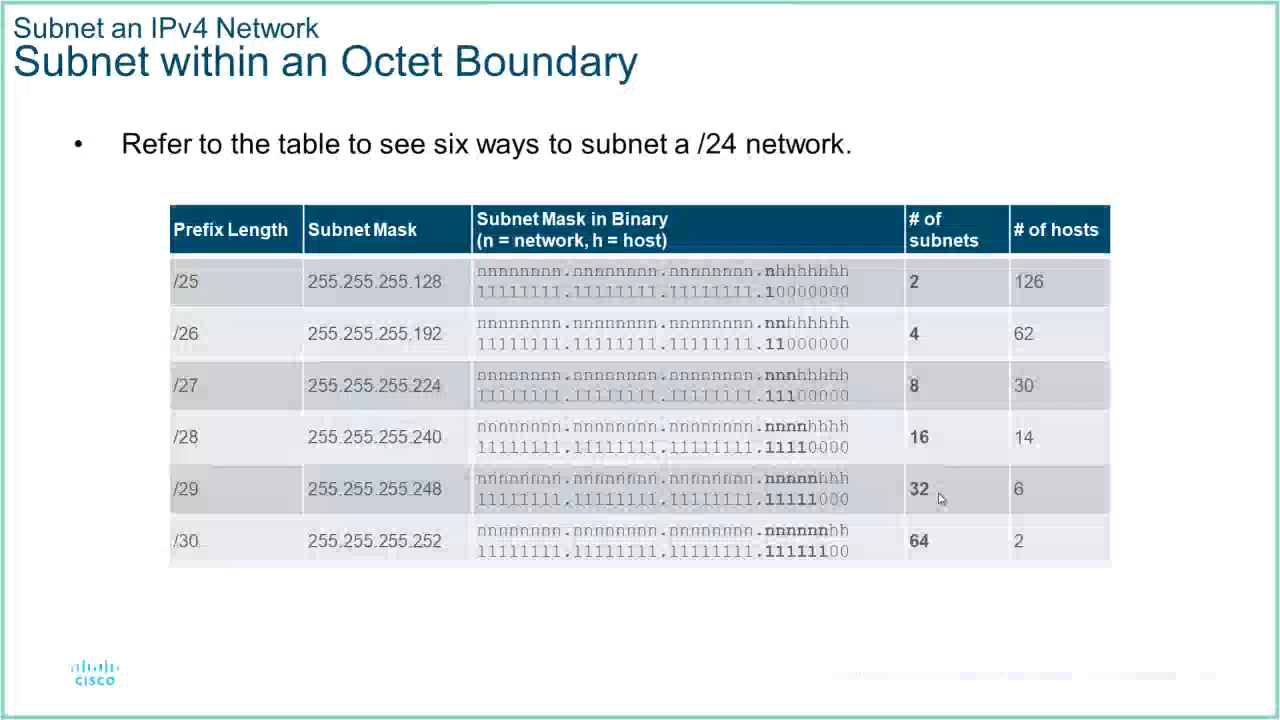 Subnet an IPv4 Network
Subnet within an Octet Boundary
• Refer to the table to see six ways to subnet a /24 network.
Prefix Length Subnet Mask Subnet Mask in Binary (n = network, h = host) # of subnets # of hosts
/25 255.255.255.128 nnnnnnnn.nnnnnnnn.nnnnnnnn.nhhhhhhh 2 126
11111111.11111111.11111111.10000000
/26 255.255.255.192 nnnnnnnn.nnnnnnnn.nnnnnnnn.nnhhhhhh 4 62
11111111.11111111.11111111.11000000
/27 255.255.255.224 nnnnnnnn.nnnnnnnn.nnnnnnnn.nnnhhhhh 8 30
11111111.11111111.11111111.11100000
/28 255.255.255.240 nnnnnnnn.nnnnnnnn.nnnnnnnn.nnnnhhhh 16 14
11111111.11111111.11111111.11110000
/29 255.255.255.248 nnnnnnnn.nnnnnnnn.nnnnnnnn.nnnnnhhh 32 6
11111111.11111111.11111111.11111000
/30 255.255.255.252 nnnnnnnn.nnnnnnnn.nnnnnnnn.nnnnnnhh 64 2
11111111.11111111.11111111.11111100
CISCO